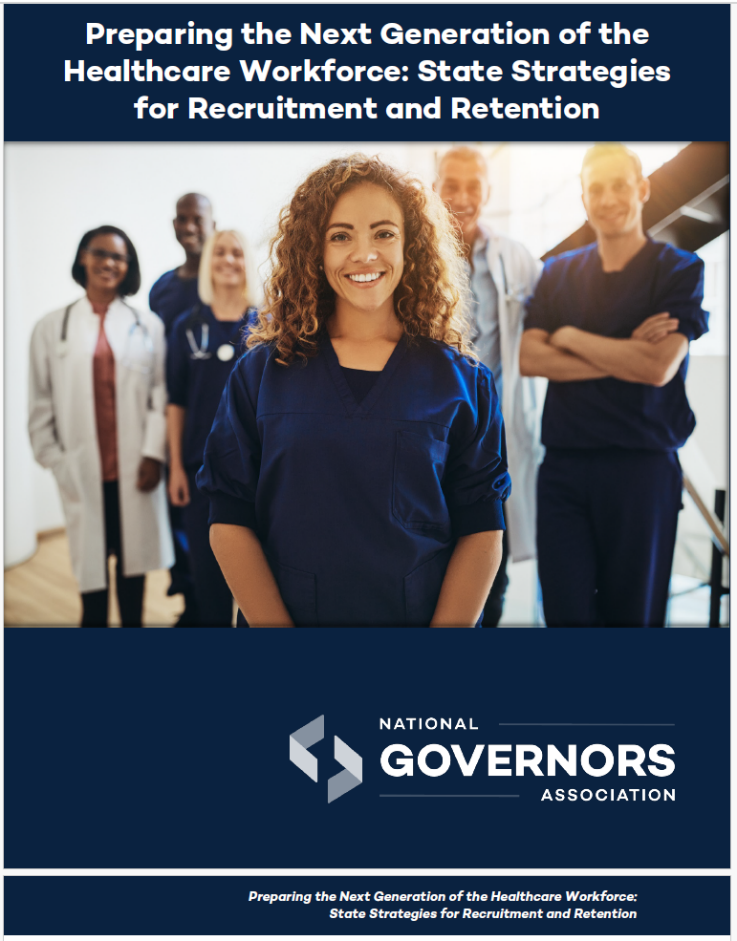 Preparing the Next Generation of the
Healthcare Workforce: State Strategies
for Recruitment and Retention
NATIONAL
GOVERNORS
ASSOCIATION
Preparing the Next Generation of the Healthcare Workforce:
State Strategies for Recruitment and Retention